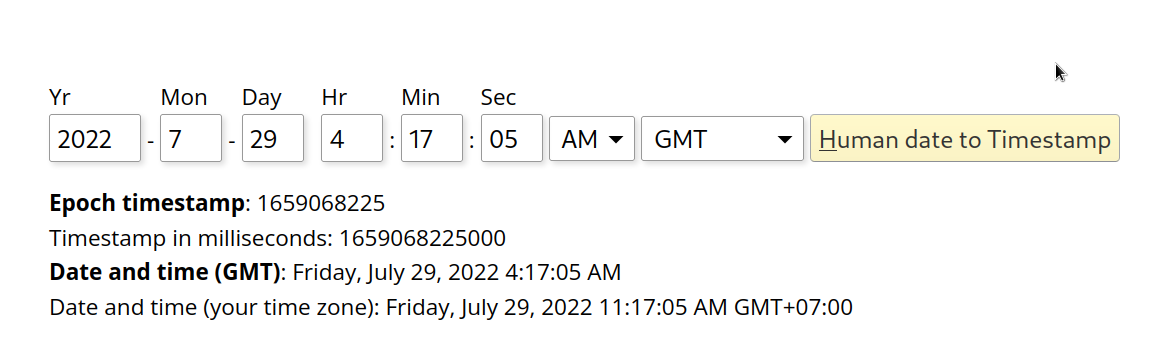 Yr Mon Day Hr Min Sec
2022 - 7 - 29 4 : 17 : 05 AM GMT Human date to Timestamp
Epoch timestamp: 1659068225
Timestamp in milliseconds: 1659068225000
Date and time (GMT): Friday, July 29, 2022 4:17:05 AM
Date and time (your time zone): Friday, July 29, 2022 11:17:05 AM GMT+07:00